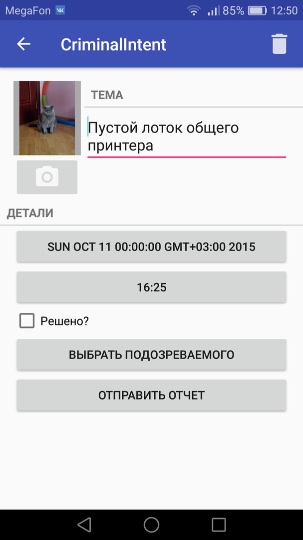 MegaFon 85% 12:50
CriminalIntent
ТЕМА
Пустой лоток общего
принтера
ДЕТАЛИ
SUN OCT 11 00:00:00 GMT+03:00 2015
16:25
Решено?
ВЫБРАТЬ ПОДОЗРЕВАЕМОГО
ОТПРАВИТЬ ОТЧЕТ